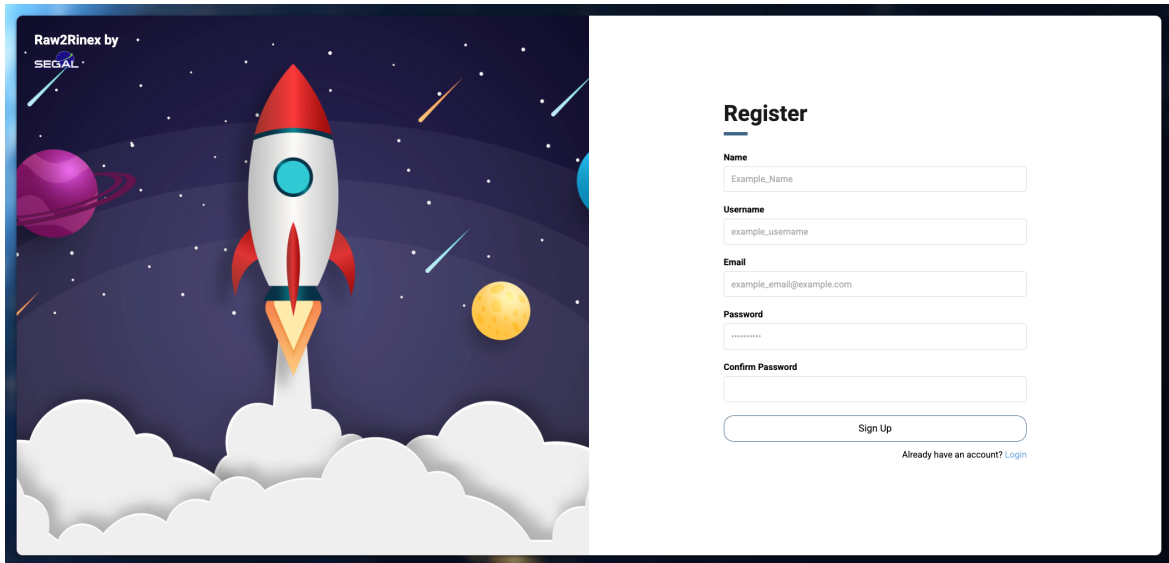 Raw2Rinex by
SEGAL
Register
Name
Example_Name
Username
example_username
Email
example_email@example.com
Password
••••••••••
Confirm Password
Sign Up
Already have an account? Login